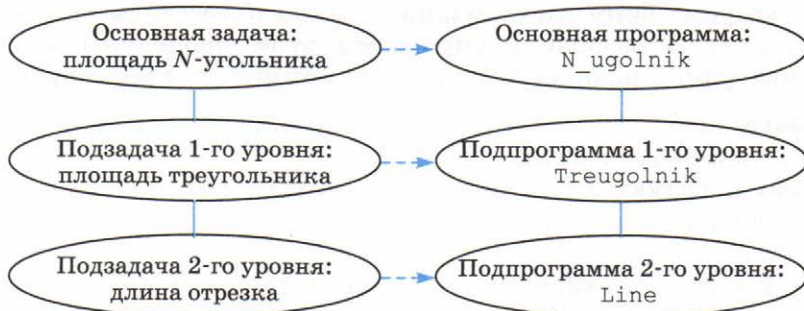 Основная задача:
площадь N-угольника
Основная программа:
N_ugolnik
Подзадача 1-го уровня:
площадь треугольника
Подпрограмма 1-го уровня:
Treugolnik
Подзадача 2-го уровня:
длина отрезка
Подпрограмма 2-го уровня:
Line